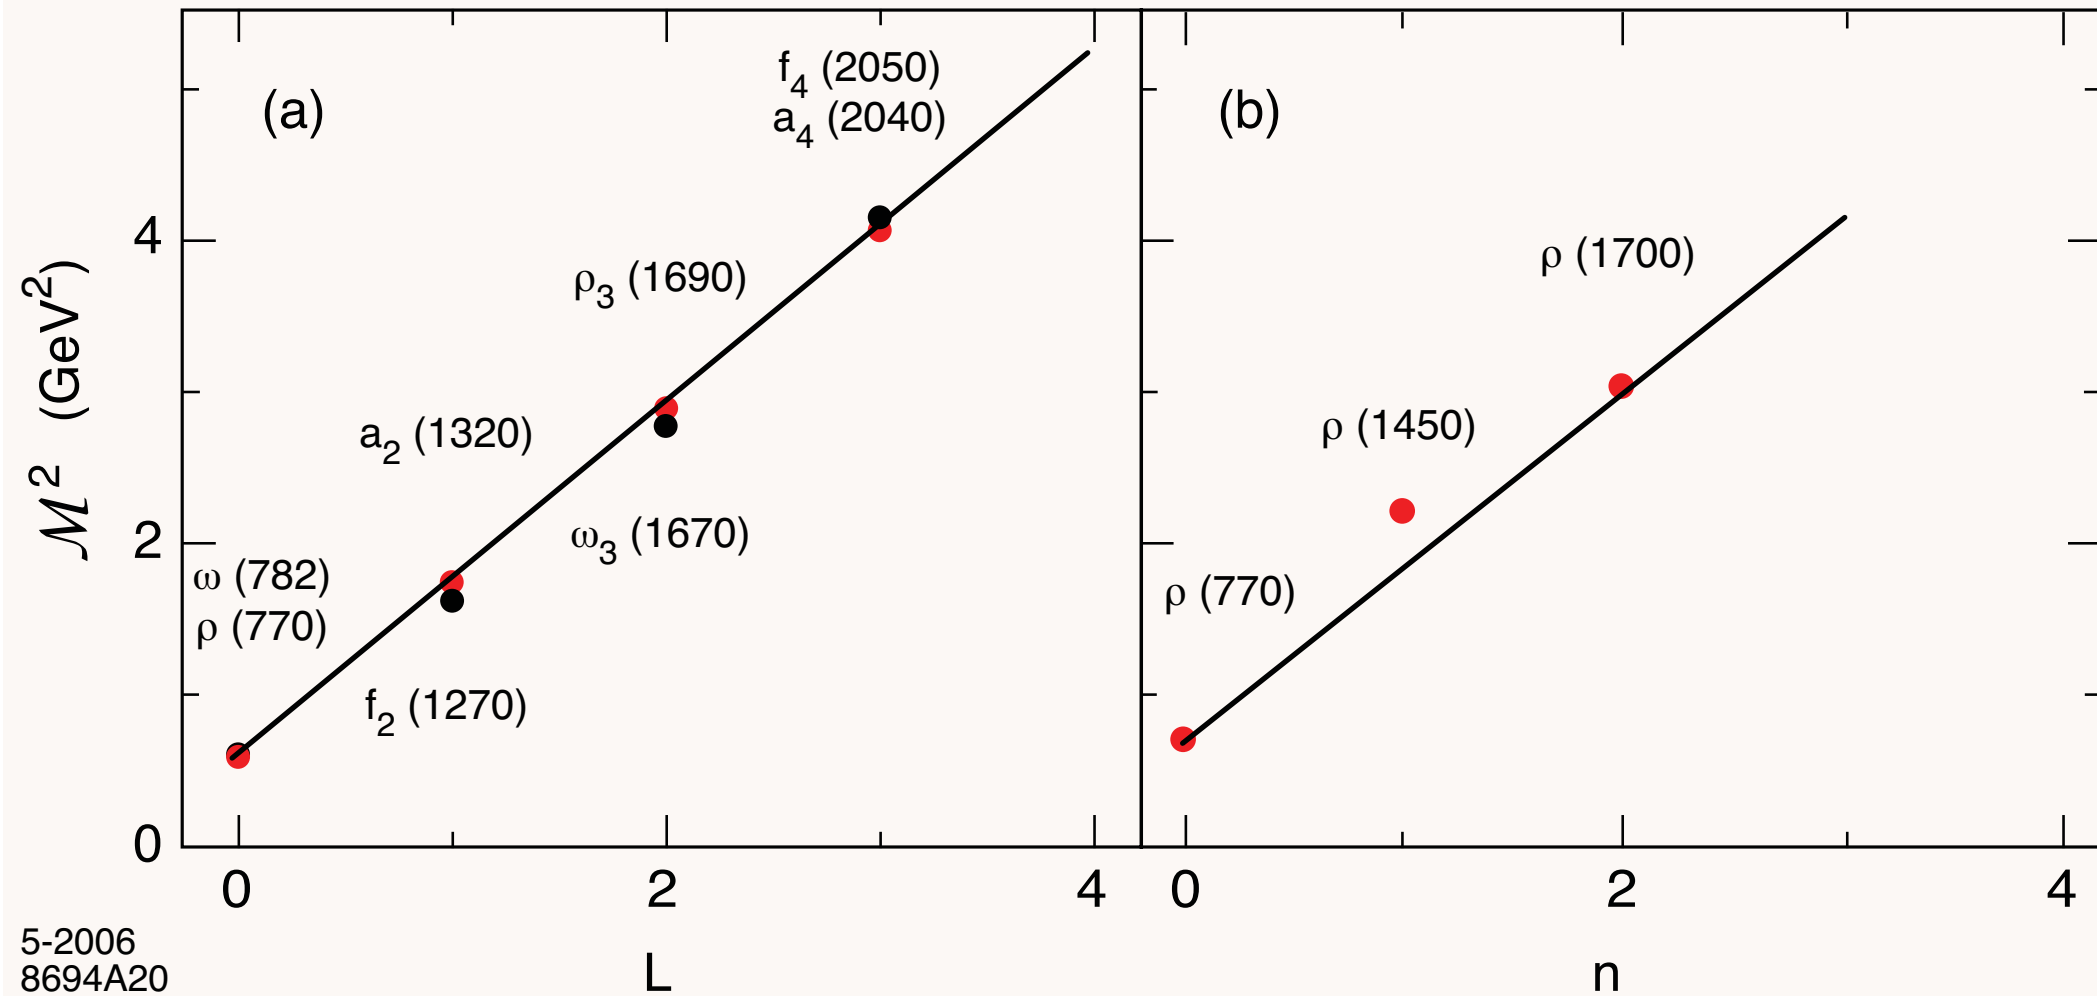 (a)
f₄ (2050)
a₄ (2040)
ρ₃ (1690)
a₂ (1320)
ω₃ (1670)
ω (782)
ρ (770)
f₂ (1270)
ℳ² (GeV²)
4
2
0
0 2 4
L
(b)
ρ (1700)
ρ (1450)
ρ (770)
0 2 4
n
5-2006
8694A20